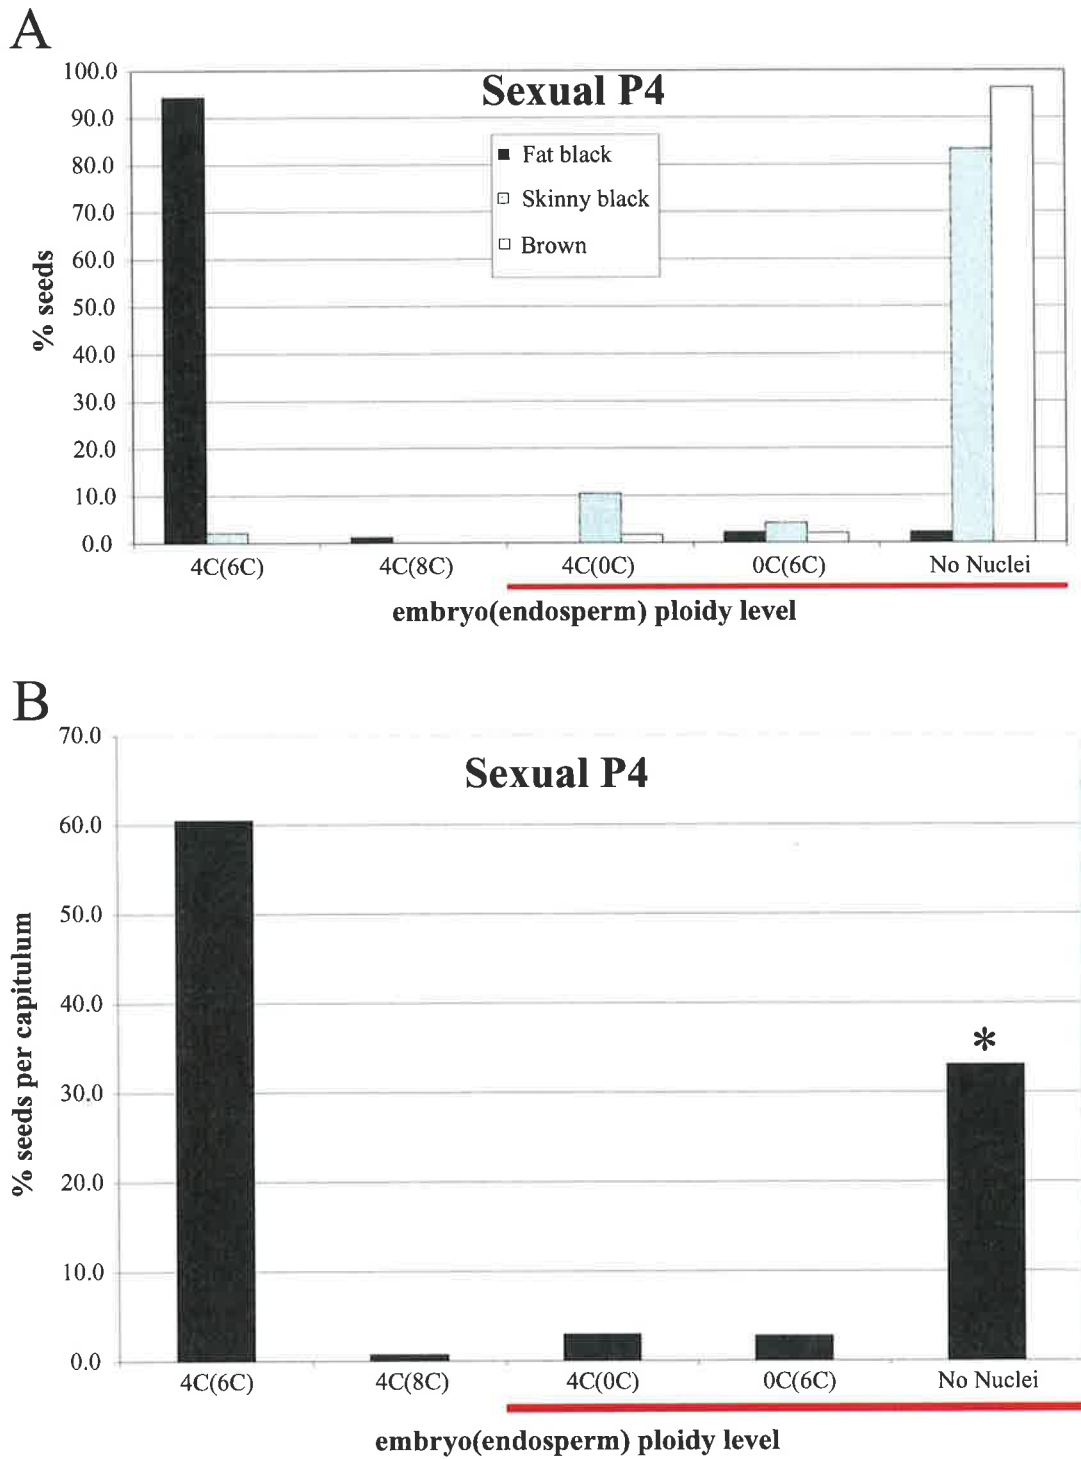 A
Sexual P4
100.0
90.0
80.0
70.0
60.0
50.0
40.0
30.0
20.0
10.0
0.0
% seeds
Fat black
Skinny black
Brown
4C(6C) 4C(8C) 4C(0C) 0C(6C) No Nuclei
embryo(endosperm) ploidy level
B
Sexual P4
70.0
60.0
50.0
40.0
30.0
20.0
10.0
0.0
% seeds per capitulum
*
4C(6C) 4C(8C) 4C(0C) 0C(6C) No Nuclei
embryo(endosperm) ploidy level